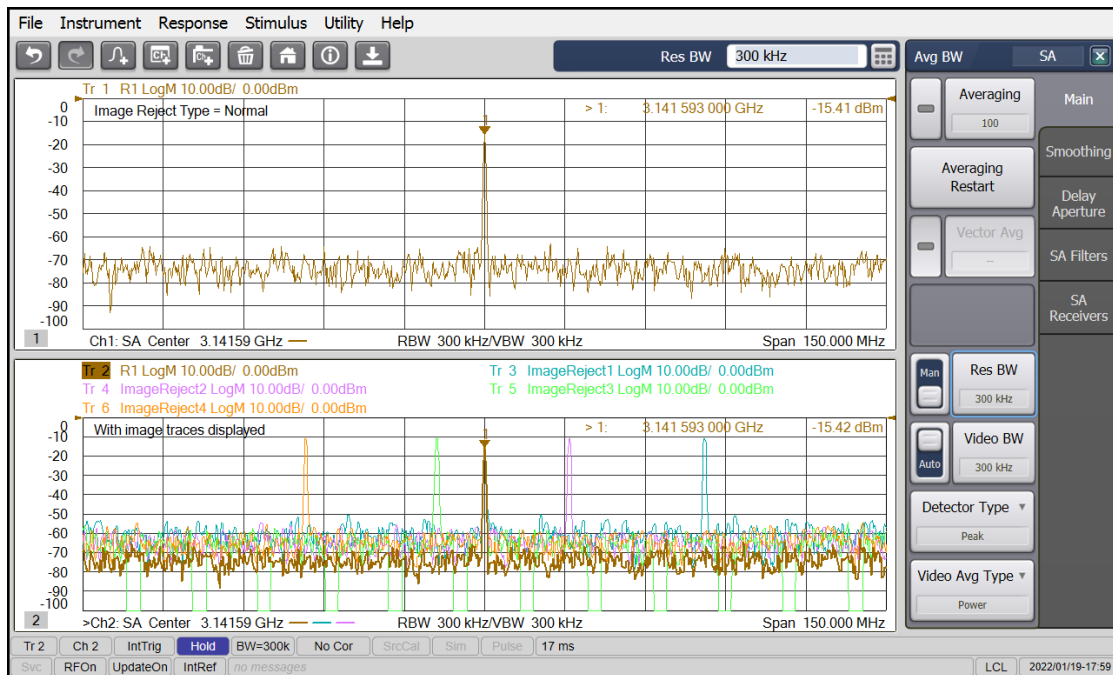 File Instrument Response Stimulus Utility Help
Ch Ch Res BW 300 kHz Avg BW SA X
Tr 1 R1 LogM 10.00dB/ 0.00dBm
Image Reject Type = Normal
> 1: 3.141 593 000 GHz -15.41 dBm
1
0
-10
-20
-30
-40
-50
-60
-70
-80
-90
-100
1 Ch1: SA Center 3.14159 GHz RBW 300 kHz/VBW 300 kHz Span 150.000 MHz
Tr 2 R1 LogM 10.00dB/ 0.00dBm Tr 3 ImageReject1 LogM 10.00dB/ 0.00dBm
Tr 4 ImageReject2 LogM 10.00dB/ 0.00dBm Tr 5 ImageReject3 LogM 10.00dB/ 0.00dBm
Tr 6 ImageReject4 LogM 10.00dB/ 0.00dBm
With image traces displayed
> 1: 3.141 593 000 GHz -15.42 dBm
1
0
-10
-20
-30
-40
-50
-60
-70
-80
-90
-100
2 >Ch2: SA Center 3.14159 GHz RBW 300 kHz/VBW 300 kHz Span 150.000 MHz
Averaging
100
Averaging
Restart
Vector Avg
--
Man
Res BW
300 kHz
Auto
Video BW
300 kHz
Detector Type
Peak
Video Avg Type
Power
Main
Smoothing
Delay
Aperture
SA Filters
SA
Receivers
Tr 2 Ch 2 IntTrig Hold BW=300k No Cor SrcCal Sim Pulse 17 ms
Svc RFOn UpdateOn IntRef no messages LCL 2022/01/19-17:59